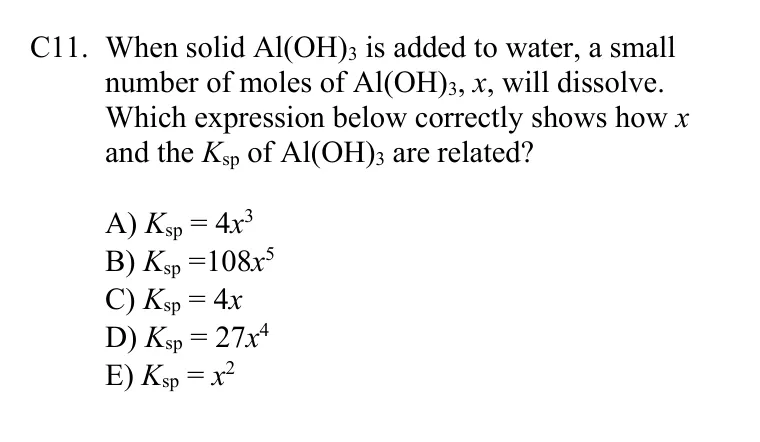 C11. When solid Al(OH)₃ is added to water, a small
number of moles of Al(OH)₃, x, will dissolve.
Which expression below correctly shows how x
and the Kₛₚ of Al(OH)₃ are related?
A) Kₛₚ = 4x³
B) Kₛₚ =108x⁵
C) Kₛₚ = 4x
D) Kₛₚ = 27x⁴
E) Kₛₚ = x²